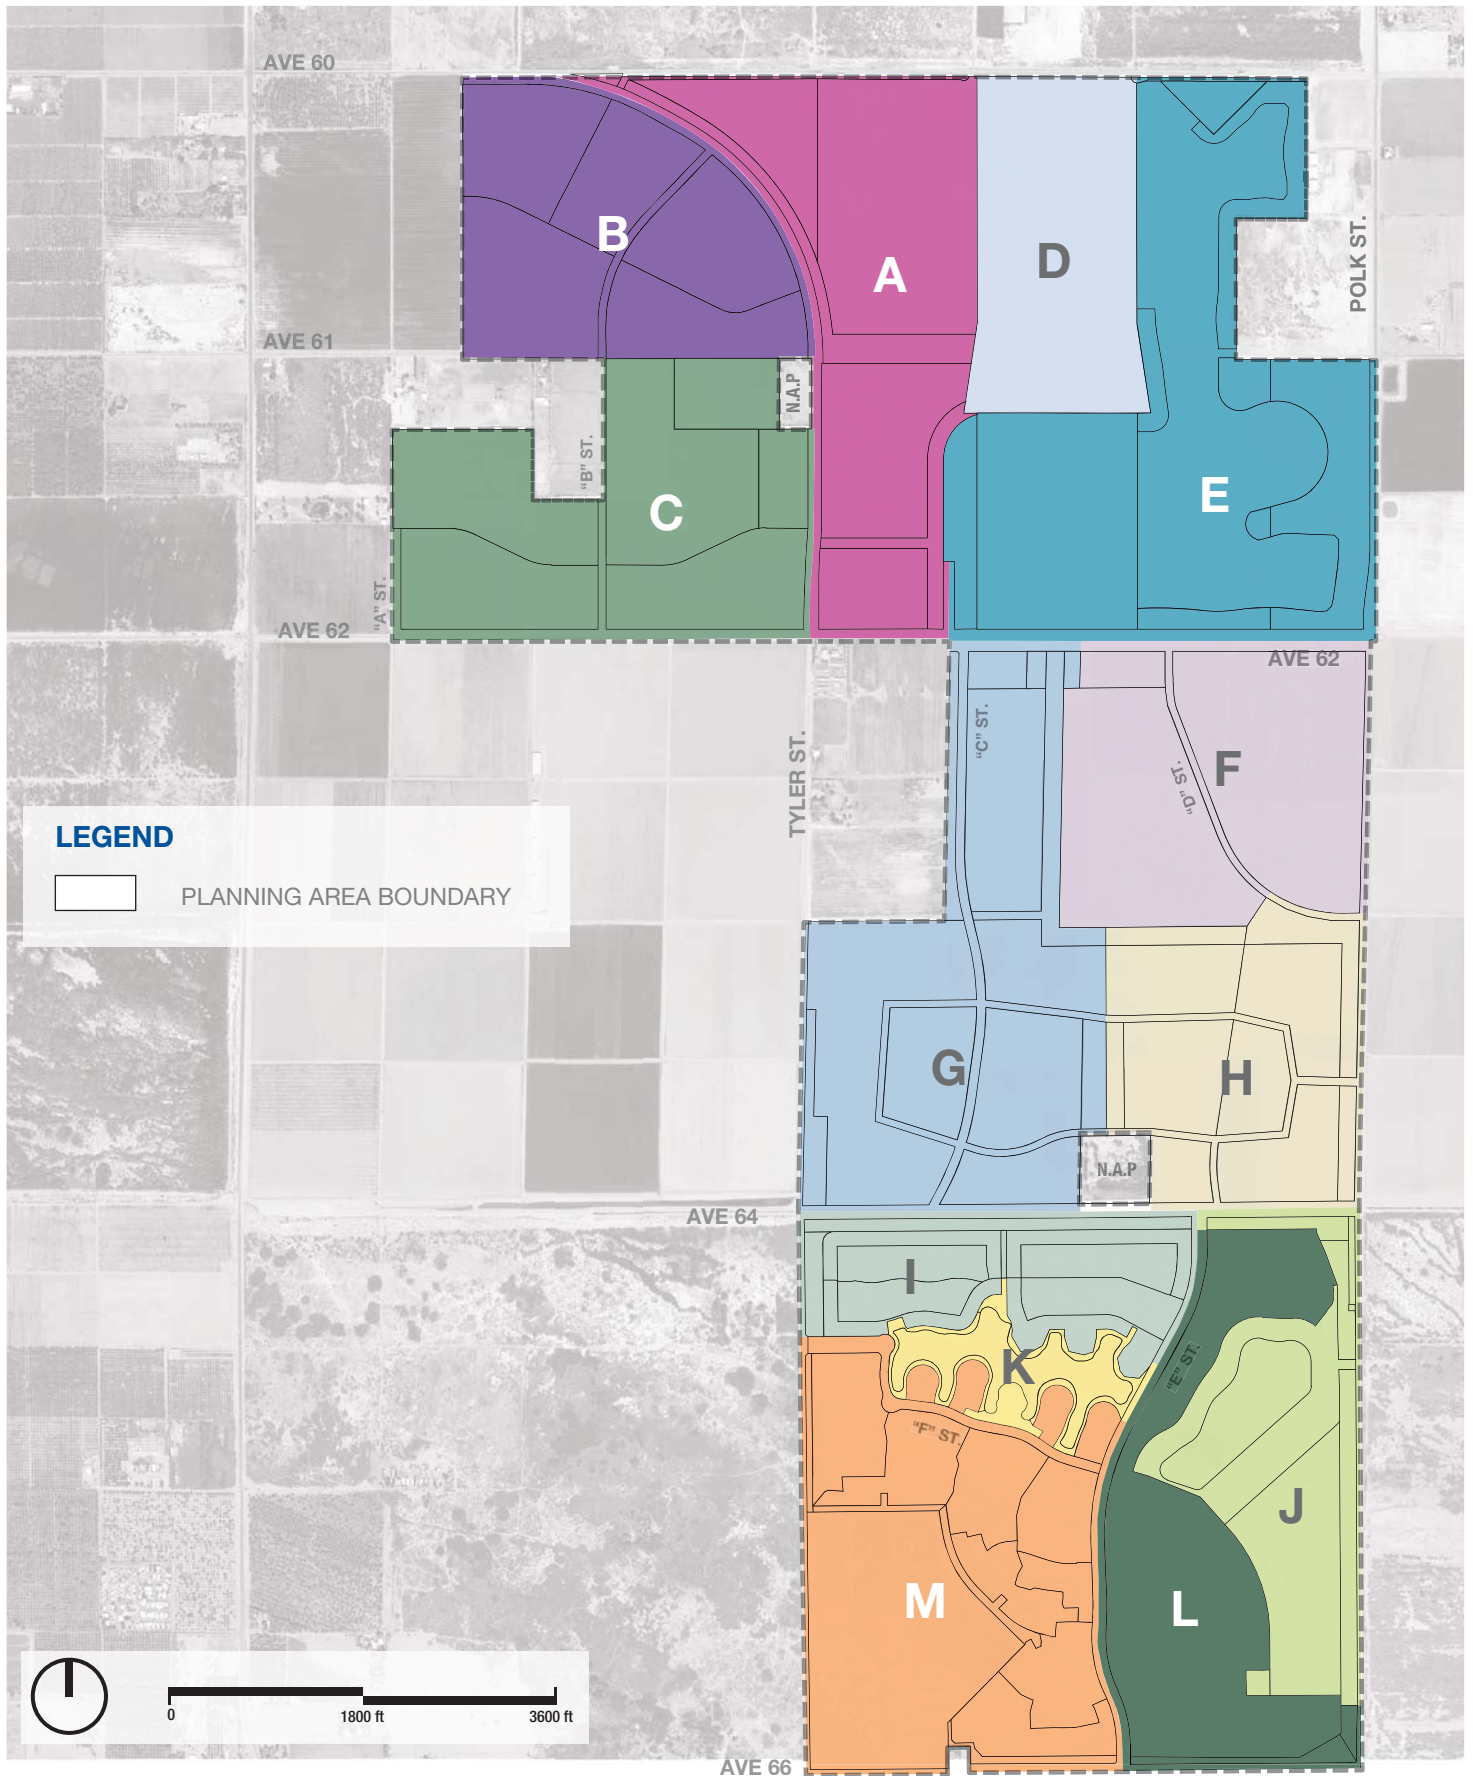 AVE 60
B
A
D
POLK ST.
AVE 61
N.A.P
"B" ST.
C
E
"A" ST.
AVE 62
AVE 62
"C" ST.
TYLER ST.
F
"D" ST.
LEGEND
PLANNING AREA BOUNDARY
G
H
N.A.P
AVE 64
I
K
"E" ST.
"F" ST.
J
M
L
0
1800 ft
3600 ft
AVE 66